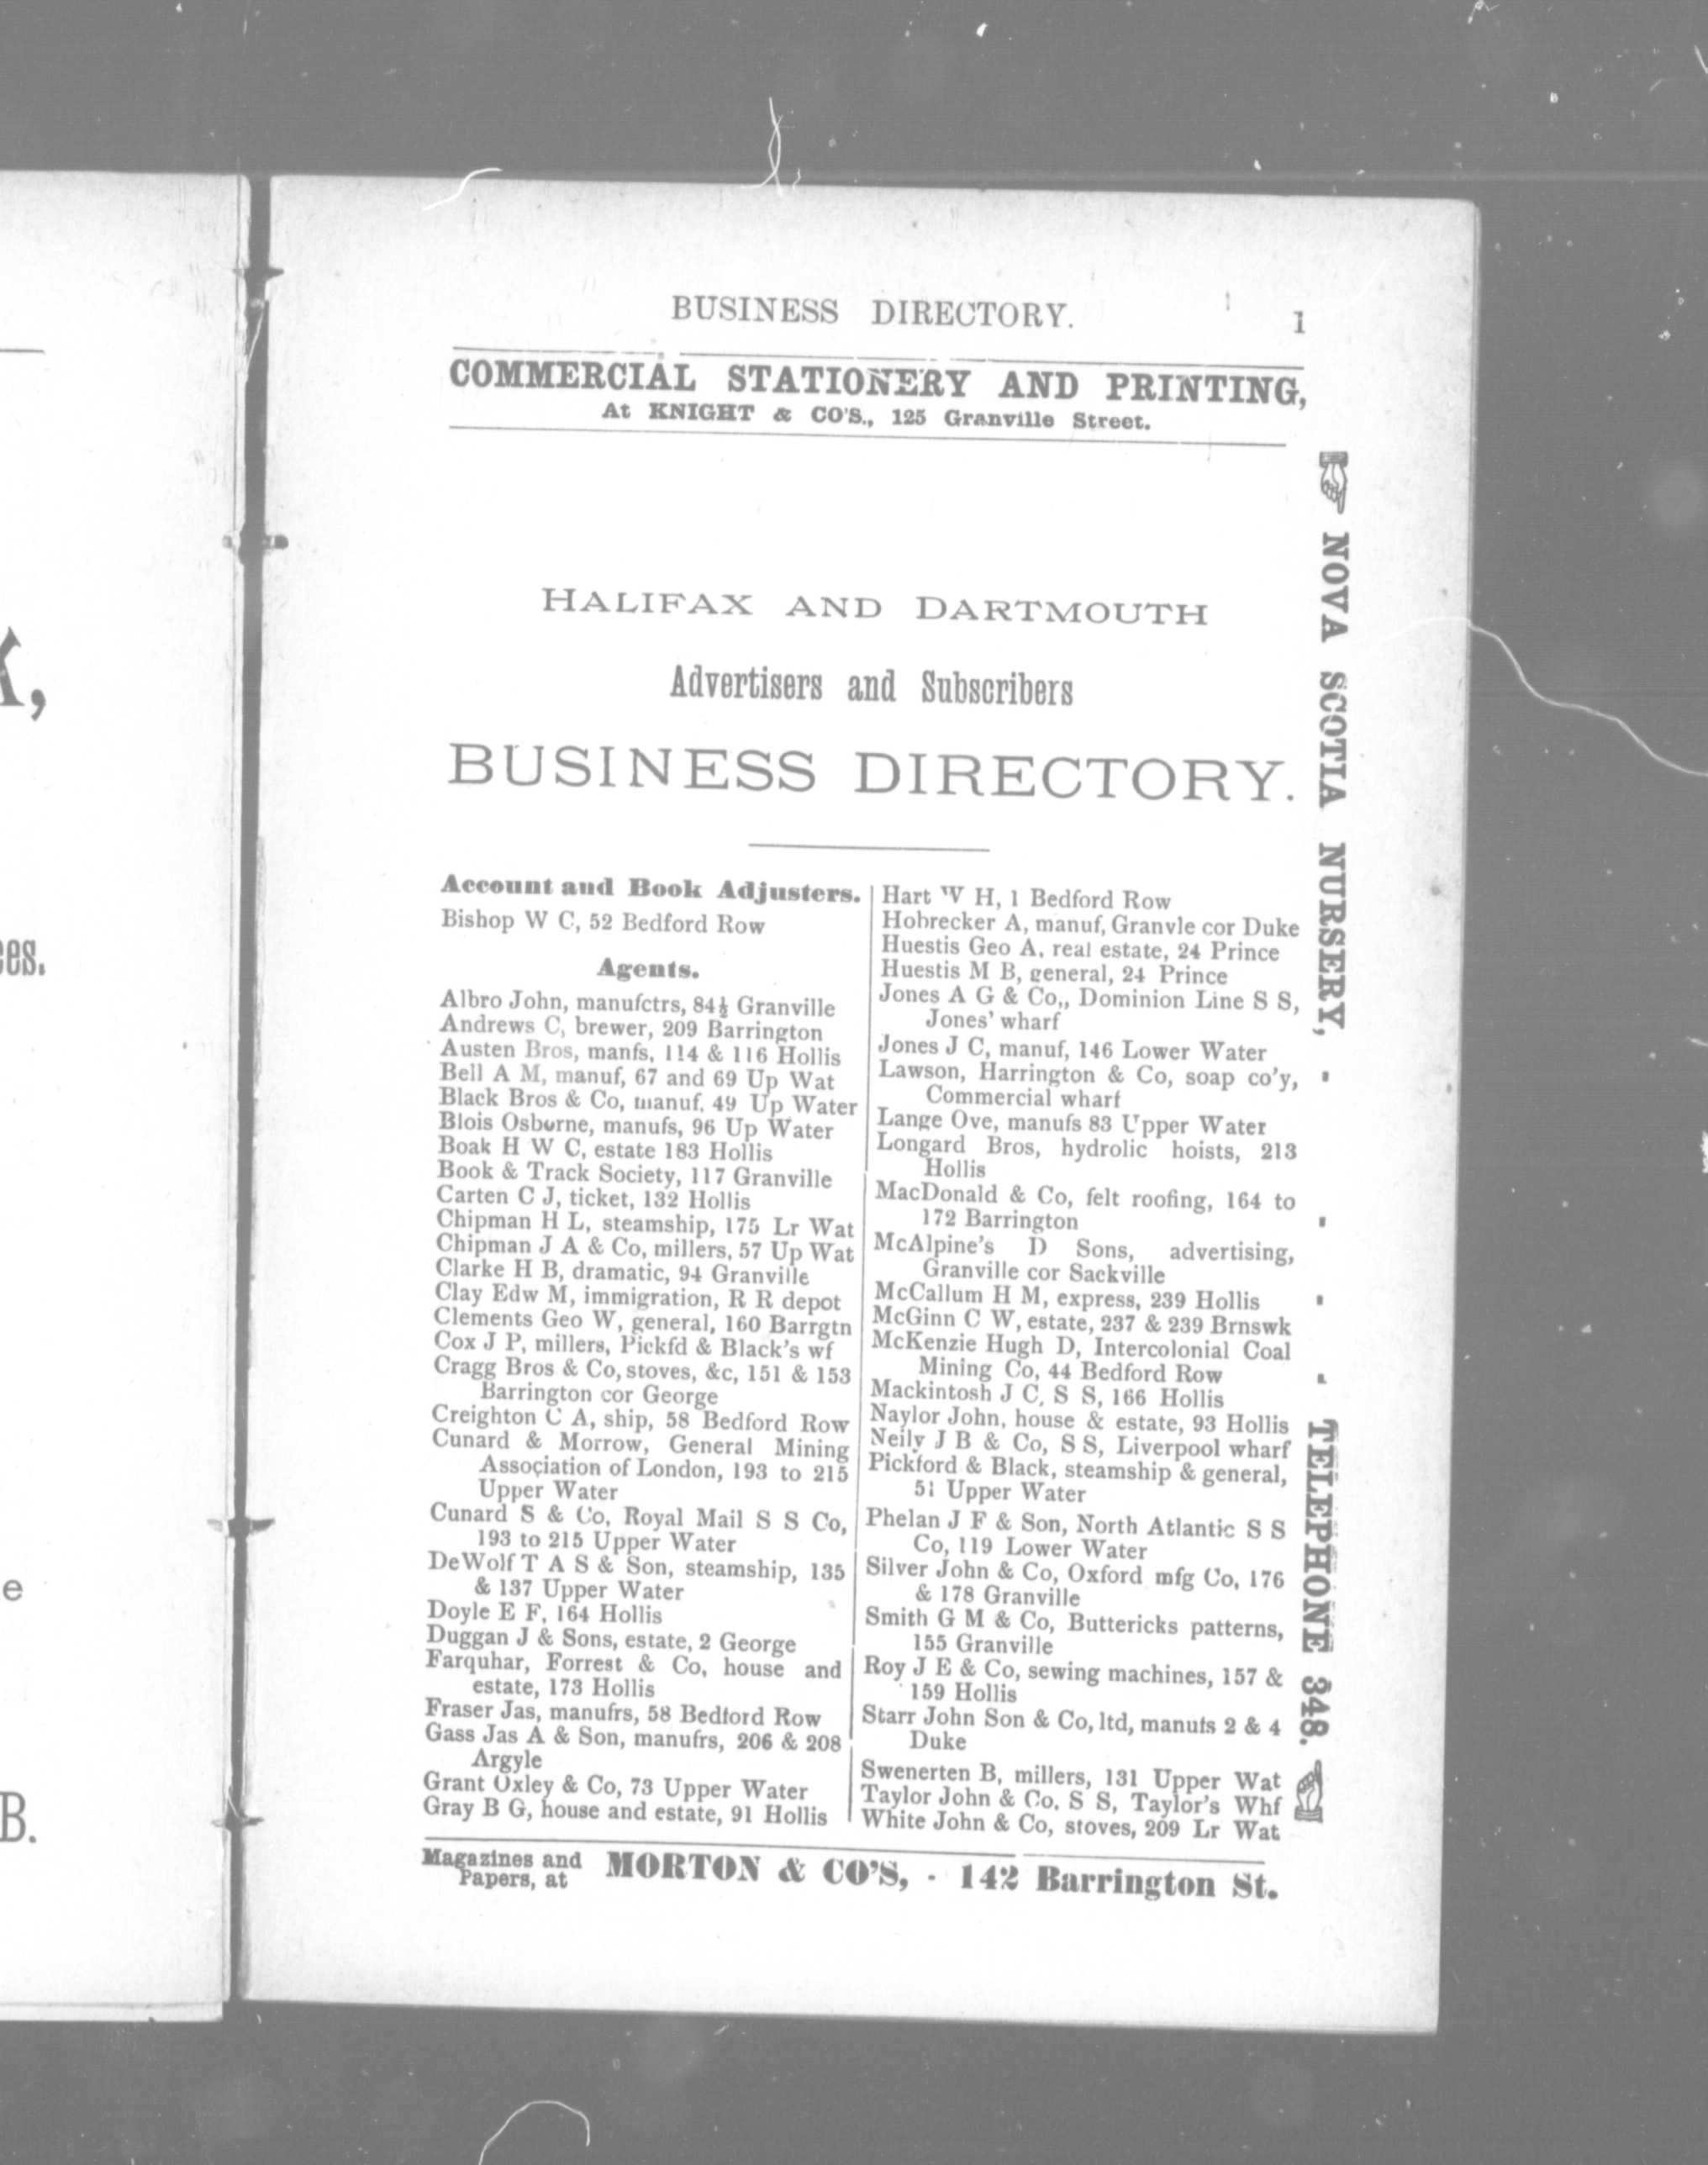 BUSINESS DIRECTORY. 1
COMMERCIAL STATIONERY AND PRINTING,
At KNIGHT & CO'S., 125 Granville Street.
HALIFAX AND DARTMOUTH
Advertisers and Subscribers
BUSINESS DIRECTORY.
Account and Book Adjusters.
Bishop W C, 52 Bedford Row
Agents.
Albro John, manufctrs, 84½ Granville
Andrews C, brewer, 209 Barrington
Austen Bros, manfs, 114 & 116 Hollis
Bell A M, manuf, 67 and 69 Up Wat
Black Bros & Co, manuf, 49 Up Water
Blois Osborne, manufs, 96 Up Water
Boak H W C, estate 183 Hollis
Book & Track Society, 117 Granville
Carten C J, ticket, 132 Hollis
Chipman H L, steamship, 175 Lr Wat
Chipman J A & Co, millers, 57 Up Wat
Clarke H B, dramatic, 94 Granville
Clay Edw M, immigration, R R depot
Clements Geo W, general, 160 Barrgtn
Cox J P, millers, Pickfd & Black's wf
Cragg Bros & Co, stoves, &c, 151 & 153
Barrington cor George
Creighton C A, ship, 58 Bedford Row
Cunard & Morrow, General Mining
Association of London, 193 to 215
Upper Water
Cunard S & Co, Royal Mail S S Co,
193 to 215 Upper Water
DeWolf T A S & Son, steamship, 135
& 137 Upper Water
Doyle E F, 164 Hollis
Duggan J & Sons, estate, 2 George
Farquhar, Forrest & Co, house and
estate, 173 Hollis
Fraser Jas, manufrs, 58 Bedford Row
Gass Jas A & Son, manufrs, 206 & 208
Argyle
Grant Oxley & Co, 73 Upper Water
Gray B G, house and estate, 91 Hollis
Hart W H, 1 Bedford Row
Hobrecker A, manuf, Granvle cor Duke
Huestis Geo A, real estate, 24 Prince
Huestis M B, general, 24 Prince
Jones A G & Co,, Dominion Line S S,
Jones' wharf
Jones J C, manuf, 146 Lower Water
Lawson, Harrington & Co, soap co'y,
Commercial wharf
Lange Ove, manufs 83 Upper Water
Longard Bros, hydrolic hoists, 213
Hollis
MacDonald & Co, felt roofing, 164 to
172 Barrington
McAlpine's D Sons, advertising,
Granville cor Sackville
McCallum H M, express, 239 Hollis
McGinn C W, estate, 237 & 239 Brnswk
McKenzie Hugh D, Intercolonial Coal
Mining Co, 44 Bedford Row
Mackintosh J C, S S, 166 Hollis
Naylor John, house & estate, 93 Hollis
Neily J B & Co, S S, Liverpool wharf
Pickford & Black, steamship & general,
51 Upper Water
Phelan J F & Son, North Atlantic S S
Co, 119 Lower Water
Silver John & Co, Oxford mfg Co, 176
& 178 Granville
Smith G M & Co, Buttericks patterns,
155 Granville
Roy J E & Co, sewing machines, 157 &
159 Hollis
Starr John Son & Co, ltd, manufs 2 & 4
Duke
Swenerten B, millers, 131 Upper Wat
Taylor John & Co. S S, Taylor's Whf
White John & Co, stoves, 209 Lr Wat
NOVA SCOTIA NURSERY, TELEPHONE 348.
Magazines and
Papers, at MORTON & CO'S, - 142 Barrington St.